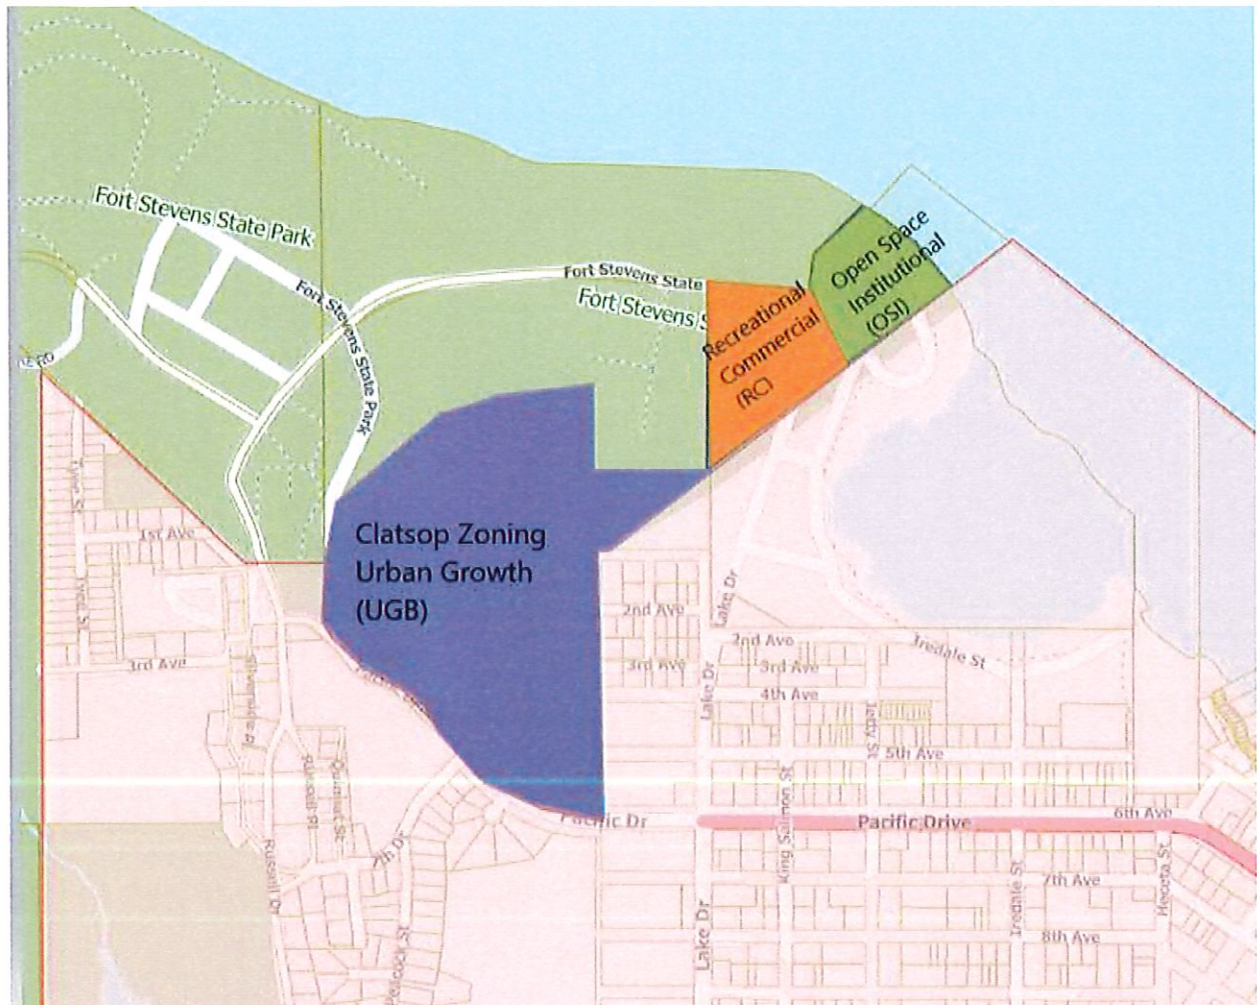 Fort Stevens State Park
Fort Stevens State Park
Fort Stevens State
Fort Stevens S
Open Space
Institutional
(OSI)
Recreational
Commercial
(RC)
Clatsop Zoning
Urban Growth
(UGB)
1st Ave
3rd Ave
2nd Ave
3rd Ave
Lake Dr
2nd Ave
3rd Ave
4th Ave
Iredale St
Lake Dr
Jetty St
5th Ave
King Salmon St
Pacific Dr
Pacific Drive
6th Ave
7th Dr
Russell Dr
7th Ave
Iredale St
Heceta St
Lake Dr
8th Ave
Peacock St